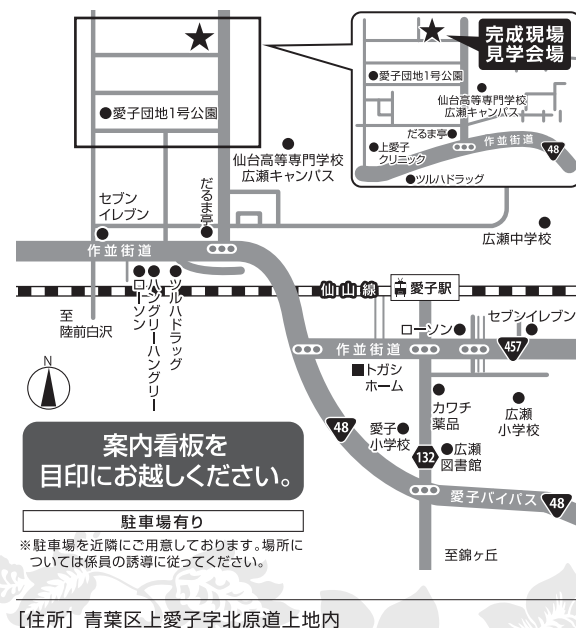 完成現場
見学会場
愛子団地1号公園
仙台高等専門学校
広瀬キャンパス
だるま亭
上愛子
クリニック
作並街道
48
ツルハドラッグ
愛子団地1号公園
仙台高等専門学校
広瀬キャンパス
セブン
イレブン
だるま亭
広瀬中学校
作並街道
ローソン
ハングリーハングリー
ツルハドラッグ
仙山線
愛子駅
至
陸前白沢
ローソン
セブンイレブン
作並街道
457
トガシ
ホーム
N
カワチ
薬品
広瀬
小学校
48
愛子
小学校
132
広瀬
図書館
愛子バイパス
48
至錦ヶ丘
案内看板を
目印にお越しください。
駐車場有り
※駐車場を近隣にご用意しております。場所に
ついては係員の誘導に従ってください。
[住所] 青葉区上愛子字北原道上地内